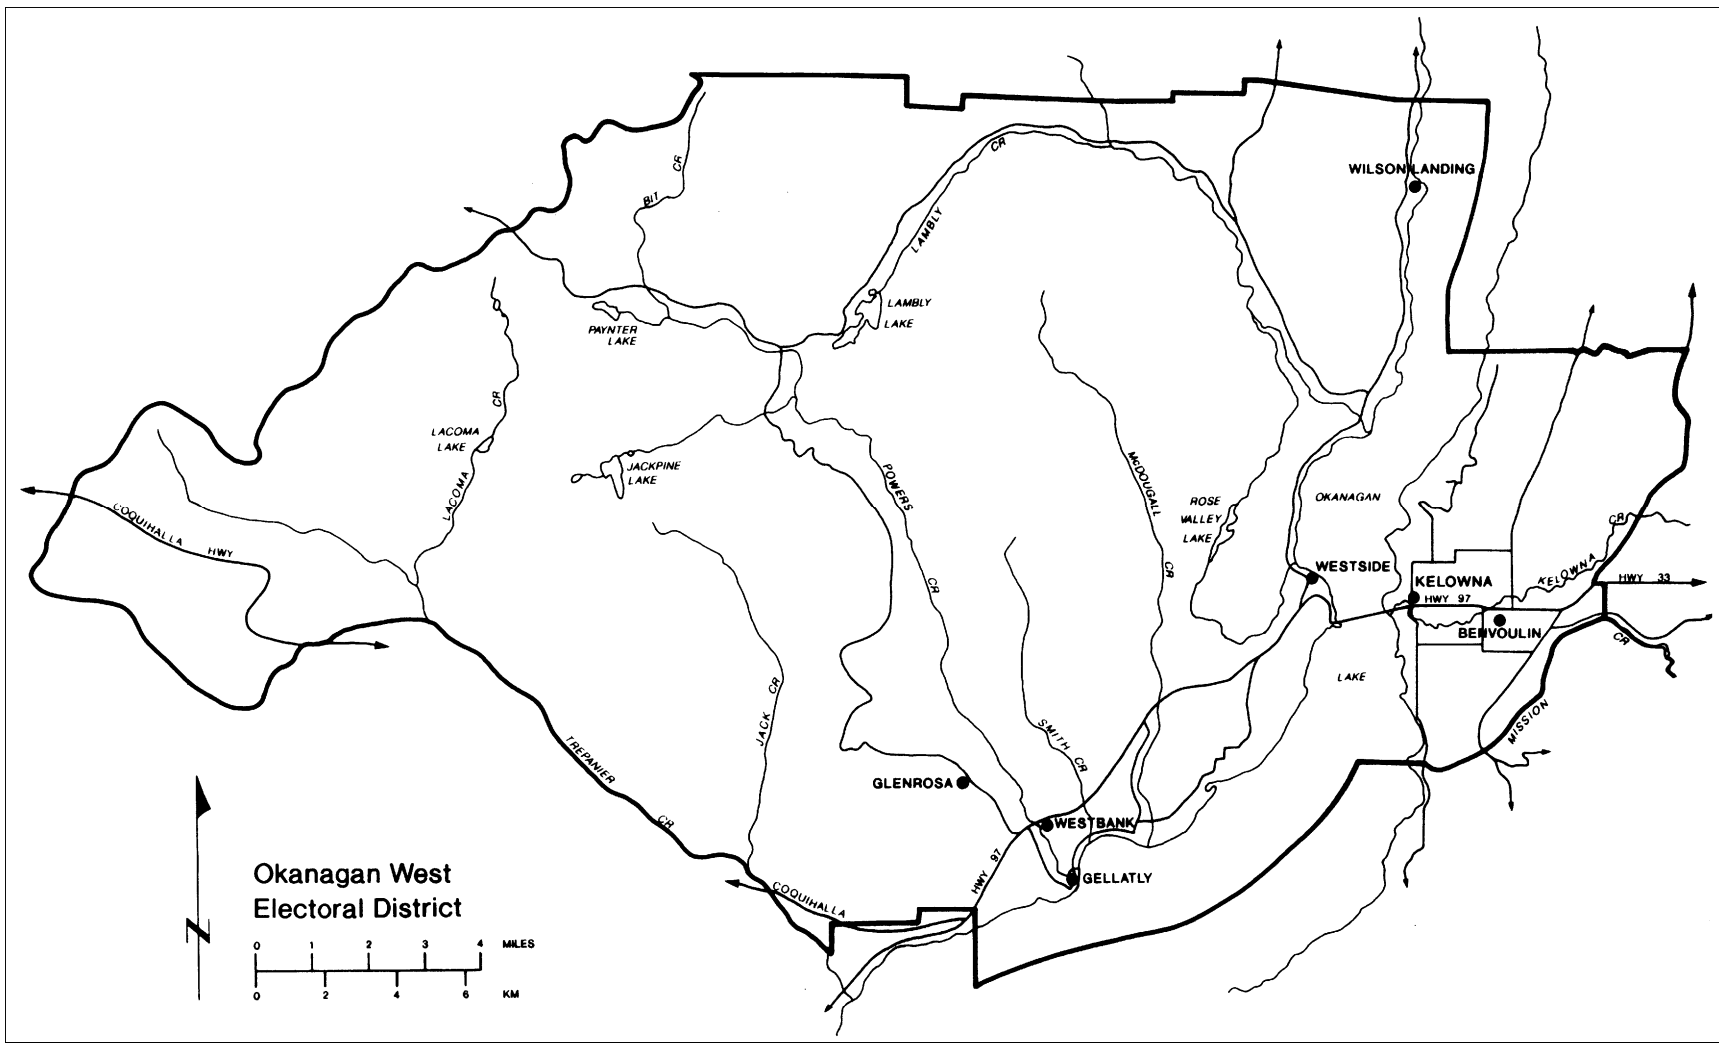 WILSON LANDING
CR
BIT
CR
LAMBLY
LAMBLY
LAKE
PAYNTER
LAKE
CR
LACOMA
LAKE
LACOMA
JACKPINE
LAKE
POWERS
CR
McDOUGALL
CR
ROSE
VALLEY
LAKE
OKANAGAN
LAKE
COQUIHALLA HWY
WESTSIDE
KELOWNA
HWY 97
BENVOULIN
KELOWNA
CR
HWY 33
CR
MISSION
JACK CR
SMITH CR
TREPANIER
CR
GLENROSA
WESTBANK
GELLATLY
HWY 97
COQUIHALLA
Okanagan West
Electoral District
0 1 2 3 4 MILES
0 2 4 6 KM
N